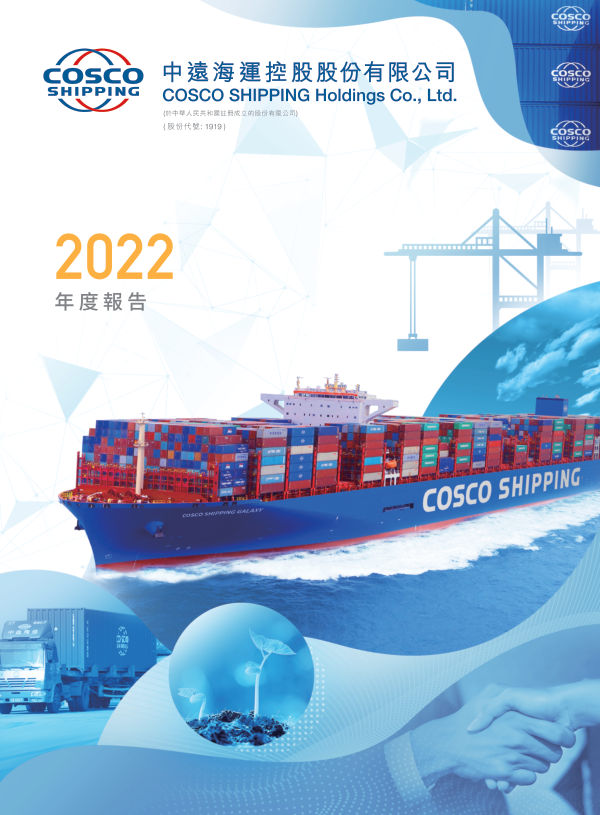 COSCO
SHIPPING
中遠海運控股股份有限公司
COSCO SHIPPING Holdings Co., Ltd.
(於中華人民共和國註冊成立的股份有限公司)
(股份代號: 1919)
COSCO
SHIPPING
COSCO
SHIPPING
COSCO
SHIPPING
2022
年度報告
COSCO SHIPPING
COSCO SHIPPING GALAXY